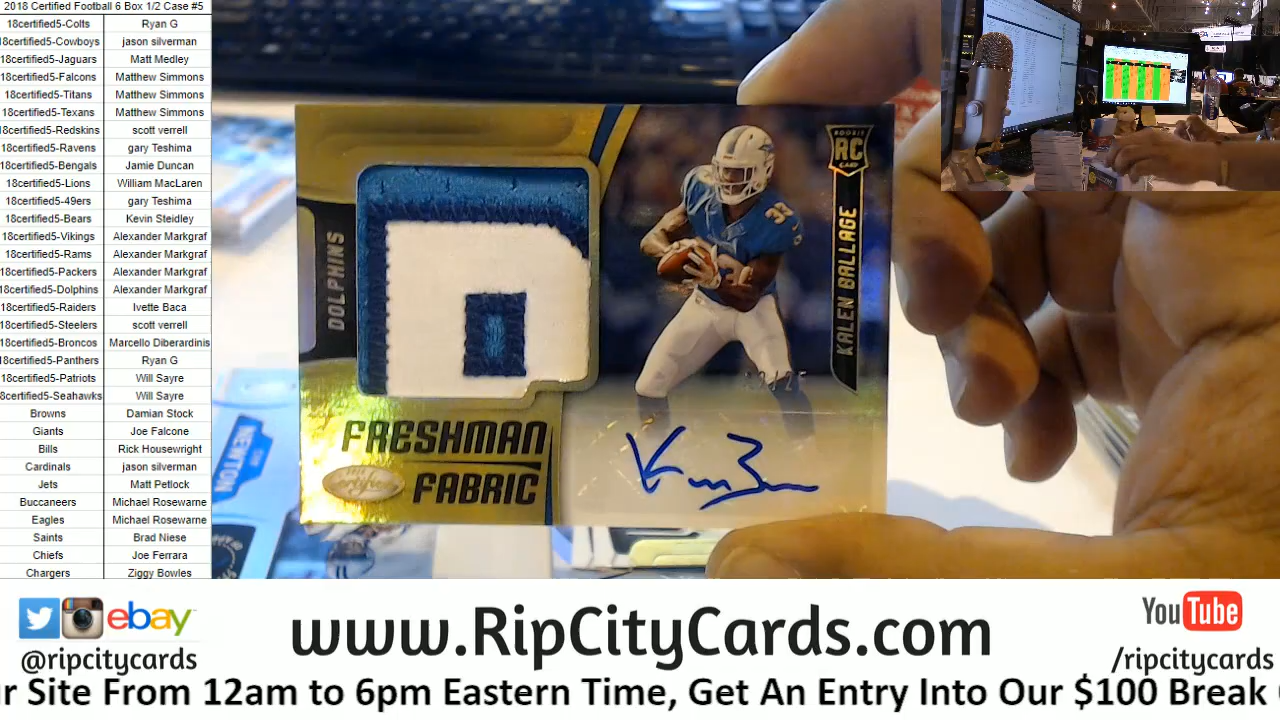 2018 Certified Football 6 Box 1/2 Case #5
18certified5-Colts Ryan G
18certified5-Cowboys jason silverman
18certified5-Jaguars Matt Medley
18certified5-Falcons Matthew Simmons
18certified5-Titans Matthew Simmons
18certified5-Texans Matthew Simmons
18certified5-Redskins scott verrell
18certified5-Ravens gary Teshima
18certified5-Bengals Jamie Duncan
18certified5-Lions William MacLaren
18certified5-49ers gary Teshima
18certified5-Bears Kevin Steidley
18certified5-Vikings Alexander Markgraf
18certified5-Rams Alexander Markgraf
18certified5-Packers Alexander Markgraf
18certified5-Dolphins Alexander Markgraf
18certified5-Raiders Ivette Baca
18certified5-Steelers scott verrell
18certified5-Broncos Marcello Diberardinis
18certified5-Panthers Ryan G
18certified5-Patriots Will Sayre
18certified5-Seahawks Will Sayre
Browns Damian Stock
Giants Joe Falcone
Bills Rick Housewright
Cardinals jason silverman
Jets Matt Petlock
Buccaneers Michael Rosewarne
Eagles Michael Rosewarne
Saints Brad Niese
Chiefs Joe Ferrara
Chargers Ziggy Bowles
DOLPHINS
FRESHMAN
FABRIC
Certified
ROOKIE
RC
CARD
KALEN BALLAGE
33
NEWTON
ebay
@ripcitycards
www.RipCityCards.com
YouTube
/ripcitycards
Site From 12am to 6pm Eastern Time, Get An Entry Into Our $100 Break